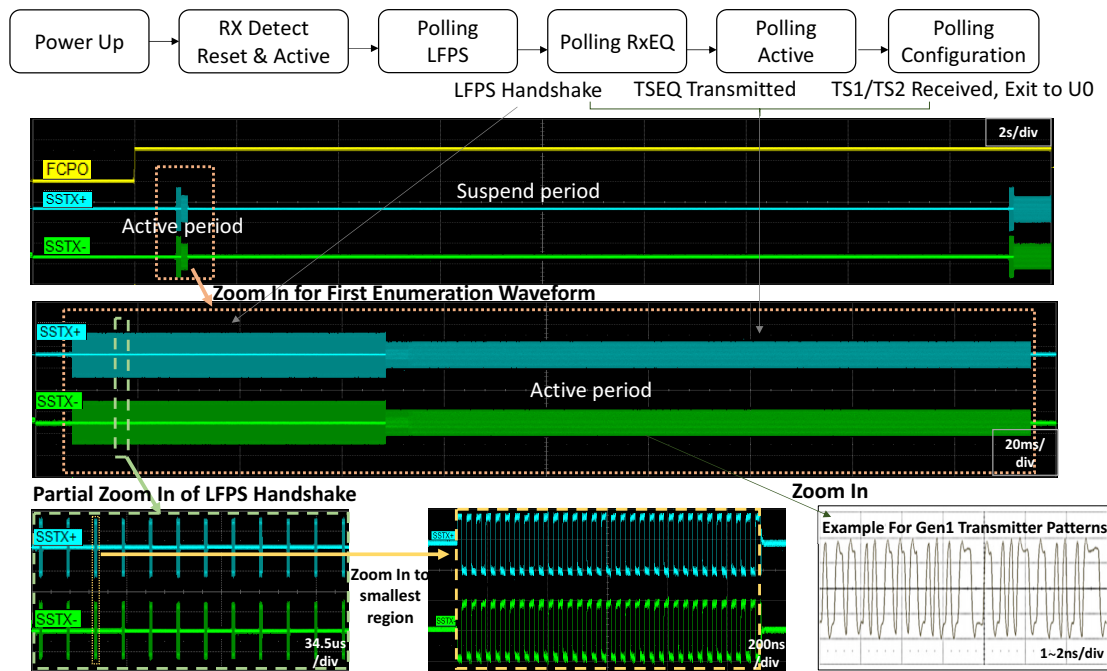 Power Up
RX Detect
Reset & Active
Polling
LFPS
Polling RxEQ
Polling
Active
Polling
Configuration
LFPS Handshake
TSEQ Transmitted
TS1/TS2 Received, Exit to U0
2s/div
FCPO
SSTX+
Suspend period
Active period
SSTX-
Zoom In for First Enumeration Waveform
SSTX+
Active period
SSTX-
20ms/
div
Partial Zoom In of LFPS Handshake
Zoom In
SSTX+
SSTX-
34.5us
/div
Zoom In to
smallest
region
SSTX+
SSTX-
200ns
/div
Example For Gen1 Transmitter Patterns
1~2ns/div